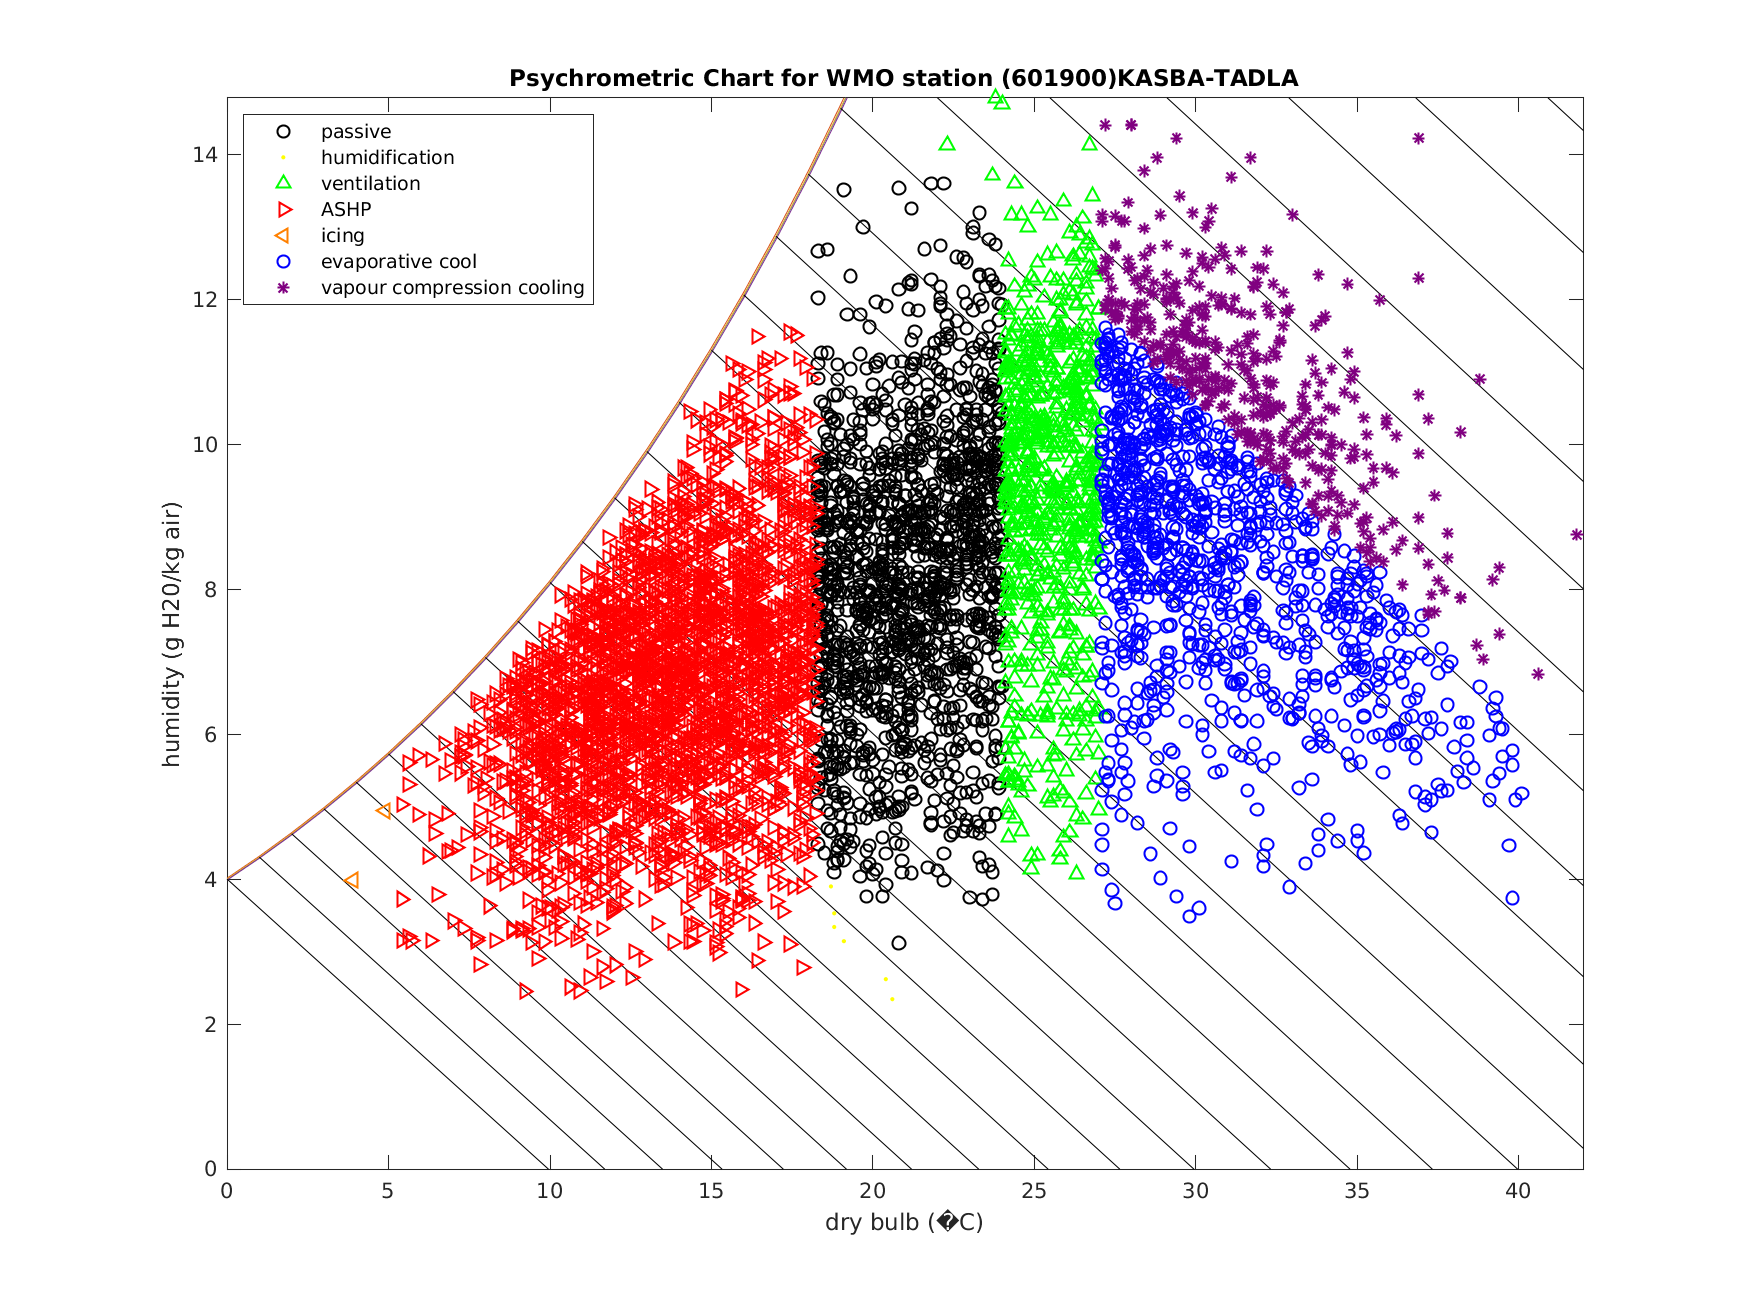 Psychrometric Chart for WMO station (601900)KASBA-TADLA
passive
humidification
ventilation
ASHP
icing
evaporative cool
vapour compression cooling
14
12
10
8
6
4
2
0
humidity (g H20/kg air)
0 5 10 15 20 25 30 35 40
dry bulb (�C)